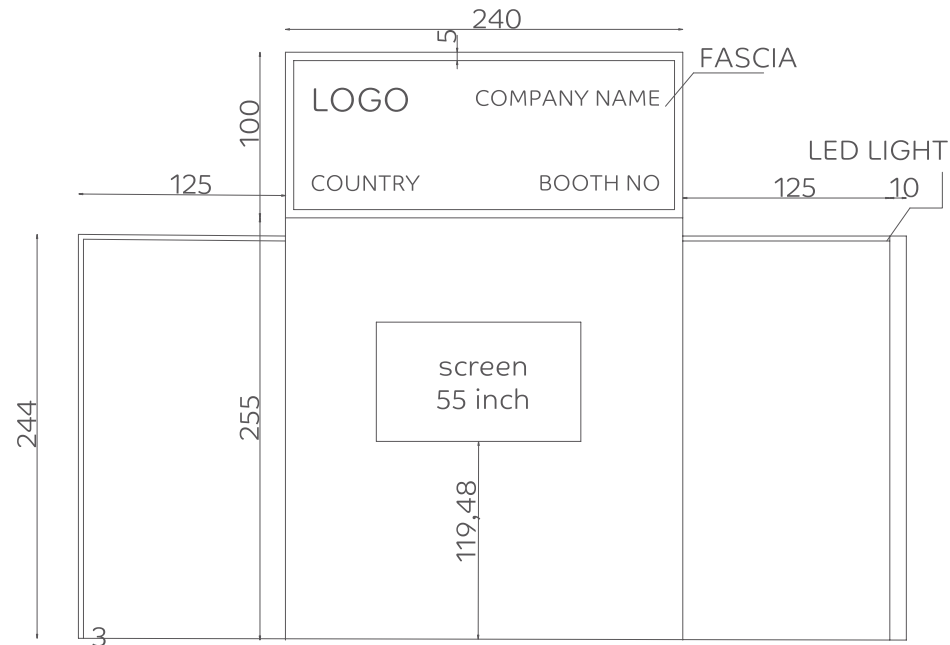 240
5
FASCIA
LOGO
COMPANY NAME
100
LED LIGHT
COUNTRY
BOOTH NO
125
125
10
screen
55 inch
244
255
119,48
3